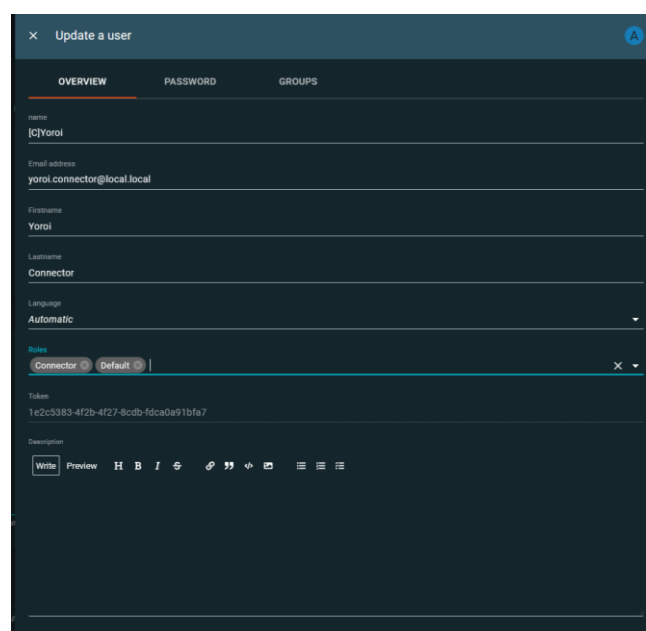 × Update a user
A
OVERVIEW PASSWORD GROUPS
name
[C]Yoroi
Email address
yoroi.connector@local.local
Firstname
Yoroi
Lastname
Connector
Language
Automatic
Roles
Connector Default
Token
1e2c5383-4f2b-4f27-8cdb-fdca0a91bfa7
Description
Write Preview H B I S